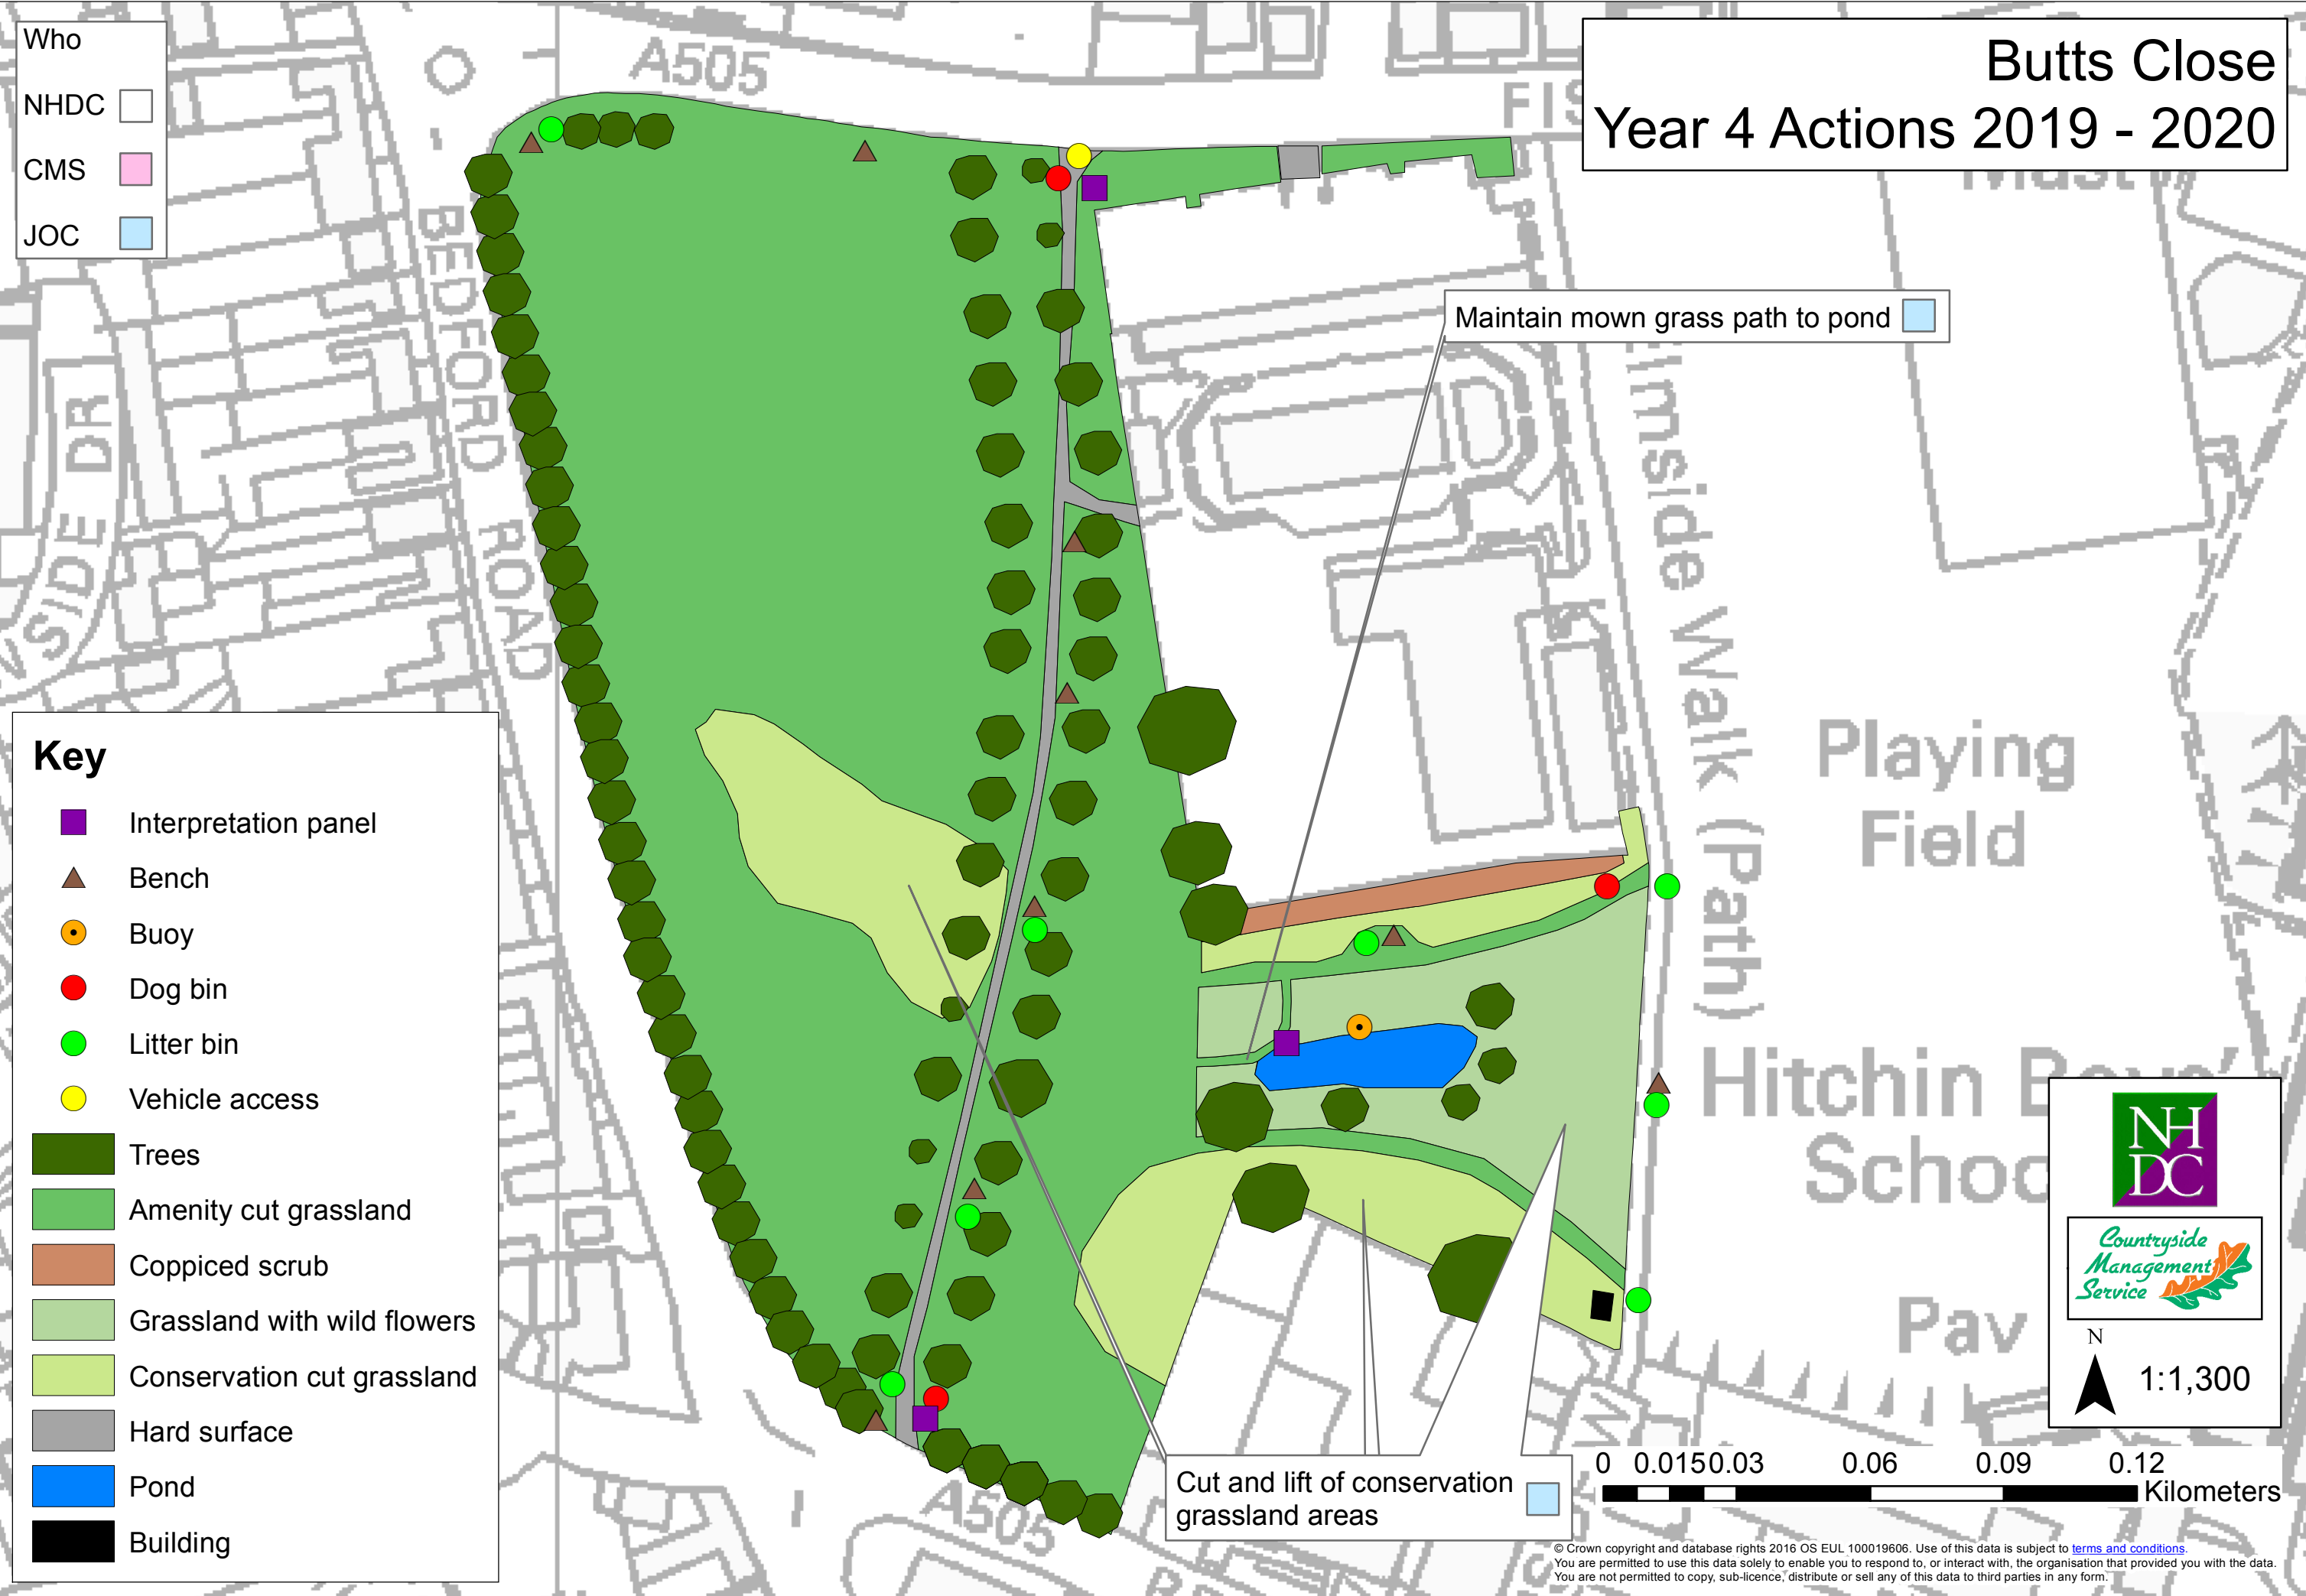 Who
NHDC
CMS
JOC
A505
Butts Close
Year 4 Actions 2019 - 2020
BEDFORD ROAD
SIDE DR
Maintain mown grass path to pond
Walk (Path)
Playing
Field
Key
Interpretation panel
Bench
Buoy
Dog bin
Litter bin
Vehicle access
Trees
Amenity cut grassland
Coppiced scrub
Grassland with wild flowers
Conservation cut grassland
Hard surface
Pond
Building
Hitchin
Pav
NH
DC
Countryside
Management
Service
N
1:1,300
Cut and lift of conservation
grassland areas
A505
0 0.015 0.03 0.06 0.09 0.12
Kilometers
© Crown copyright and database rights 2016 OS EUL 100019606. Use of this data is subject to terms and conditions.
You are permitted to use this data solely to enable you to respond to, or interact with, the organisation that provided you with the data.
You are not permitted to copy, sub-licence, distribute or sell any of this data to third parties in any form.